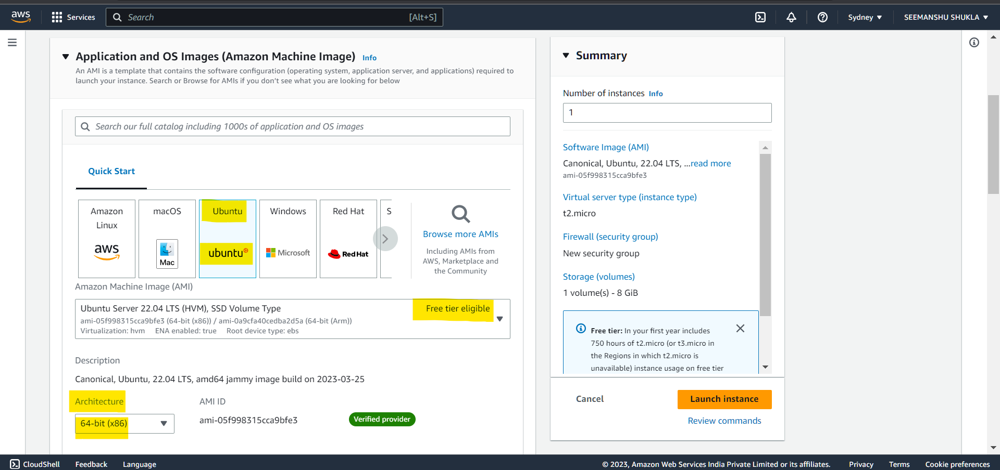 aws
Services
Search
[Alt+S]
Sydney ▼
SEEMANSHU SHUKLA ▼
Application and OS Images (Amazon Machine Image) Info
An AMI is a template that contains the software configuration (operating system, application server, and applications) required to
launch your instance. Search or Browse for AMIs if you don't see what you are looking for below
Search our full catalog including 1000s of application and OS images
Quick Start
Amazon
Linux
aws
macOS
Mac
Ubuntu
ubuntu
Windows
Microsoft
Red Hat
Red Hat
S
Browse more AMIs
Including AMIs from
AWS, Marketplace and
the Community
Amazon Machine Image (AMI)
Ubuntu Server 22.04 LTS (HVM), SSD Volume Type
Free tier eligible
ami-05f998315cca9bfe3 (64-bit (x86)) / ami-0a9cfa40cedba2d5a (64-bit (Arm))
Virtualization: hvm ENA enabled: true Root device type: ebs
Description
Canonical, Ubuntu, 22.04 LTS, amd64 jammy image build on 2023-03-25
Architecture
64-bit (x86)
AMI ID
ami-05f998315cca9bfe3
Verified provider
Summary
Number of instances Info
1
Software Image (AMI)
Canonical, Ubuntu, 22.04 LTS, ...read more
ami-05f998315cca9bfe3
Virtual server type (instance type)
t2.micro
Firewall (security group)
New security group
Storage (volumes)
1 volume(s) - 8 GiB
Free tier: In your first year includes
750 hours of t2.micro (or t3.micro in
the Regions in which t2.micro is
unavailable) instance usage on free tier
Cancel
Launch instance
Review commands
CloudShell
Feedback
Language
© 2023, Amazon Web Services India Private Limited or its affiliates.
Privacy
Terms
Cookie preferences